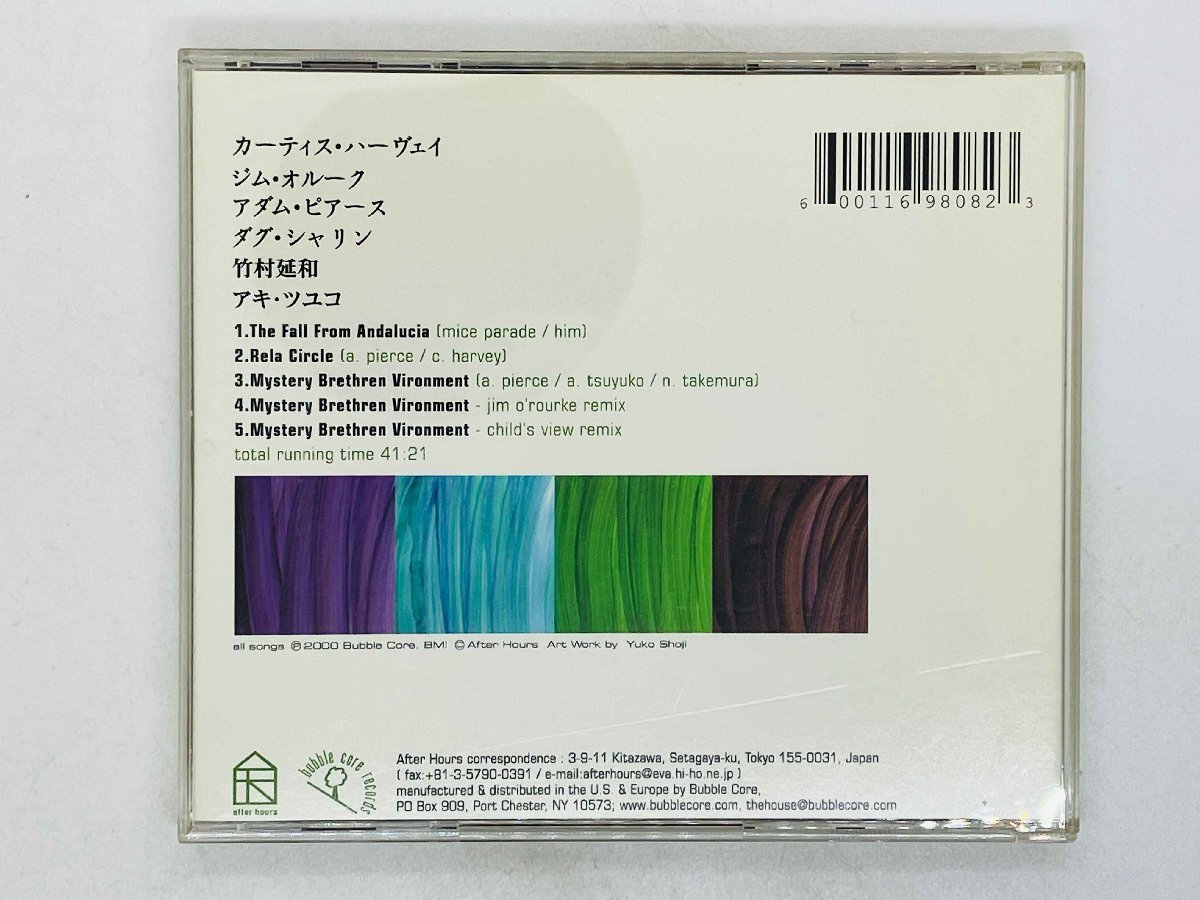 カーティス・ハーヴェイ
ジム・オルーク
アダム・ピアース
ダグ・シャリン
竹村延和
アキ・ツユコ
6 00116 98082 3
1.The Fall From Andalucia (mice parade / him)
2.Rela Circle (a. pierce / c. harvey)
3.Mystery Brethren Vironment (a. pierce / a. tsuyuko / n. takemura)
4.Mystery Brethren Vironment - jim o'rourke remix
5.Mystery Brethren Vironment - child's view remix
total running time 41:21
all songs ℗2000 Bubble Core, BMI ©After Hours Art Work by Yuko Shoji
after hours
bubble core records
After Hours correspondence : 3-9-11 Kitazawa, Setagaya-ku, Tokyo 155-0031, Japan
( fax:+81-3-5790-0391 / e-mail:afterhours@eva.hi-ho.ne.jp )
manufactured & distributed in the U.S. & Europe by Bubble Core,
PO Box 909, Port Chester, NY 10573; www.bubblecore.com, thehouse@bubblecore.com